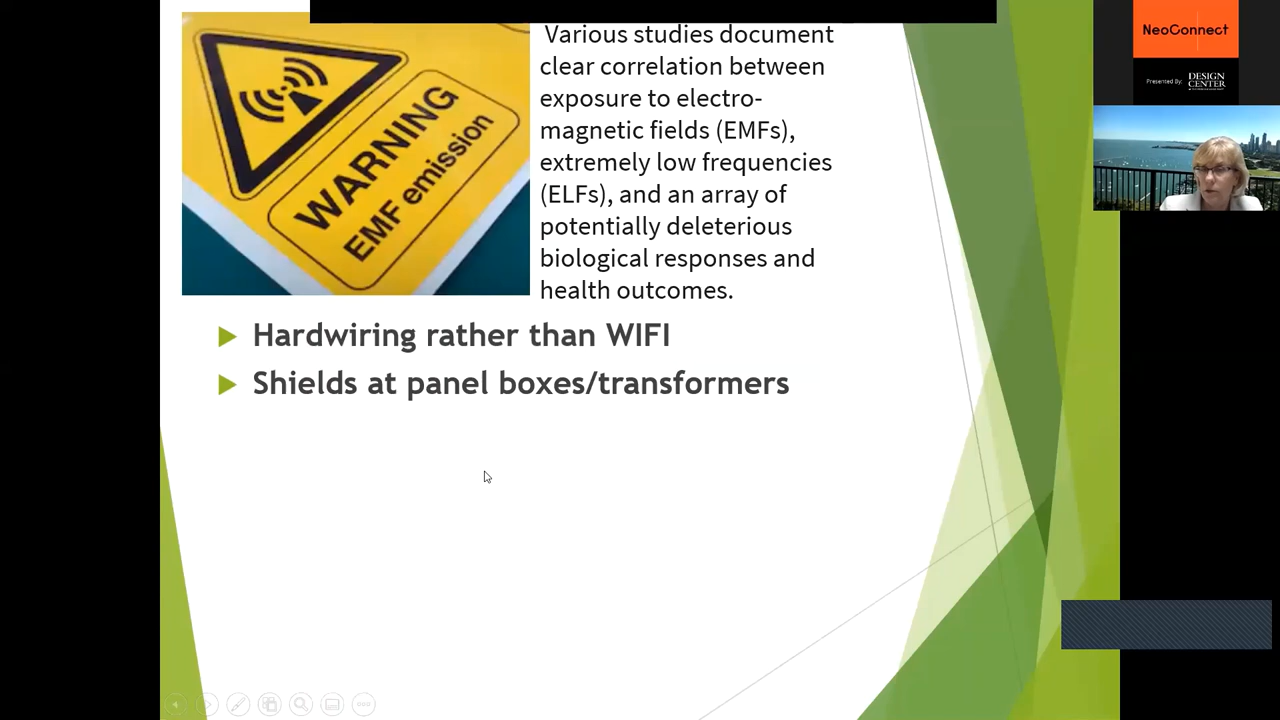 WARNING
EMF emission
Various studies document
clear correlation between
exposure to electro-
magnetic fields (EMFs),
extremely low frequencies
(ELFs), and an array of
potentially deleterious
biological responses and
health outcomes.
Hardwiring rather than WIFI
Shields at panel boxes/transformers
NeoConnect
Presented By:
DESIGN
CENTER